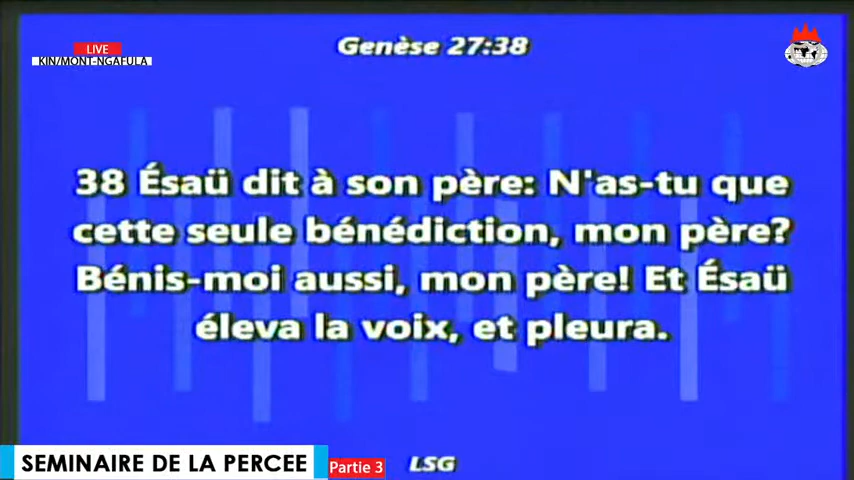 LIVE
KIN/MONT-NGAFULA
Genèse 27:38
38 Ésaü dit à son père: N'as-tu que
cette seule bénédiction, mon père?
Bénis-moi aussi, mon père! Et Ésaü
éleva la voix, et pleura.
SEMINAIRE DE LA PERCEE
Partie 3
LSG